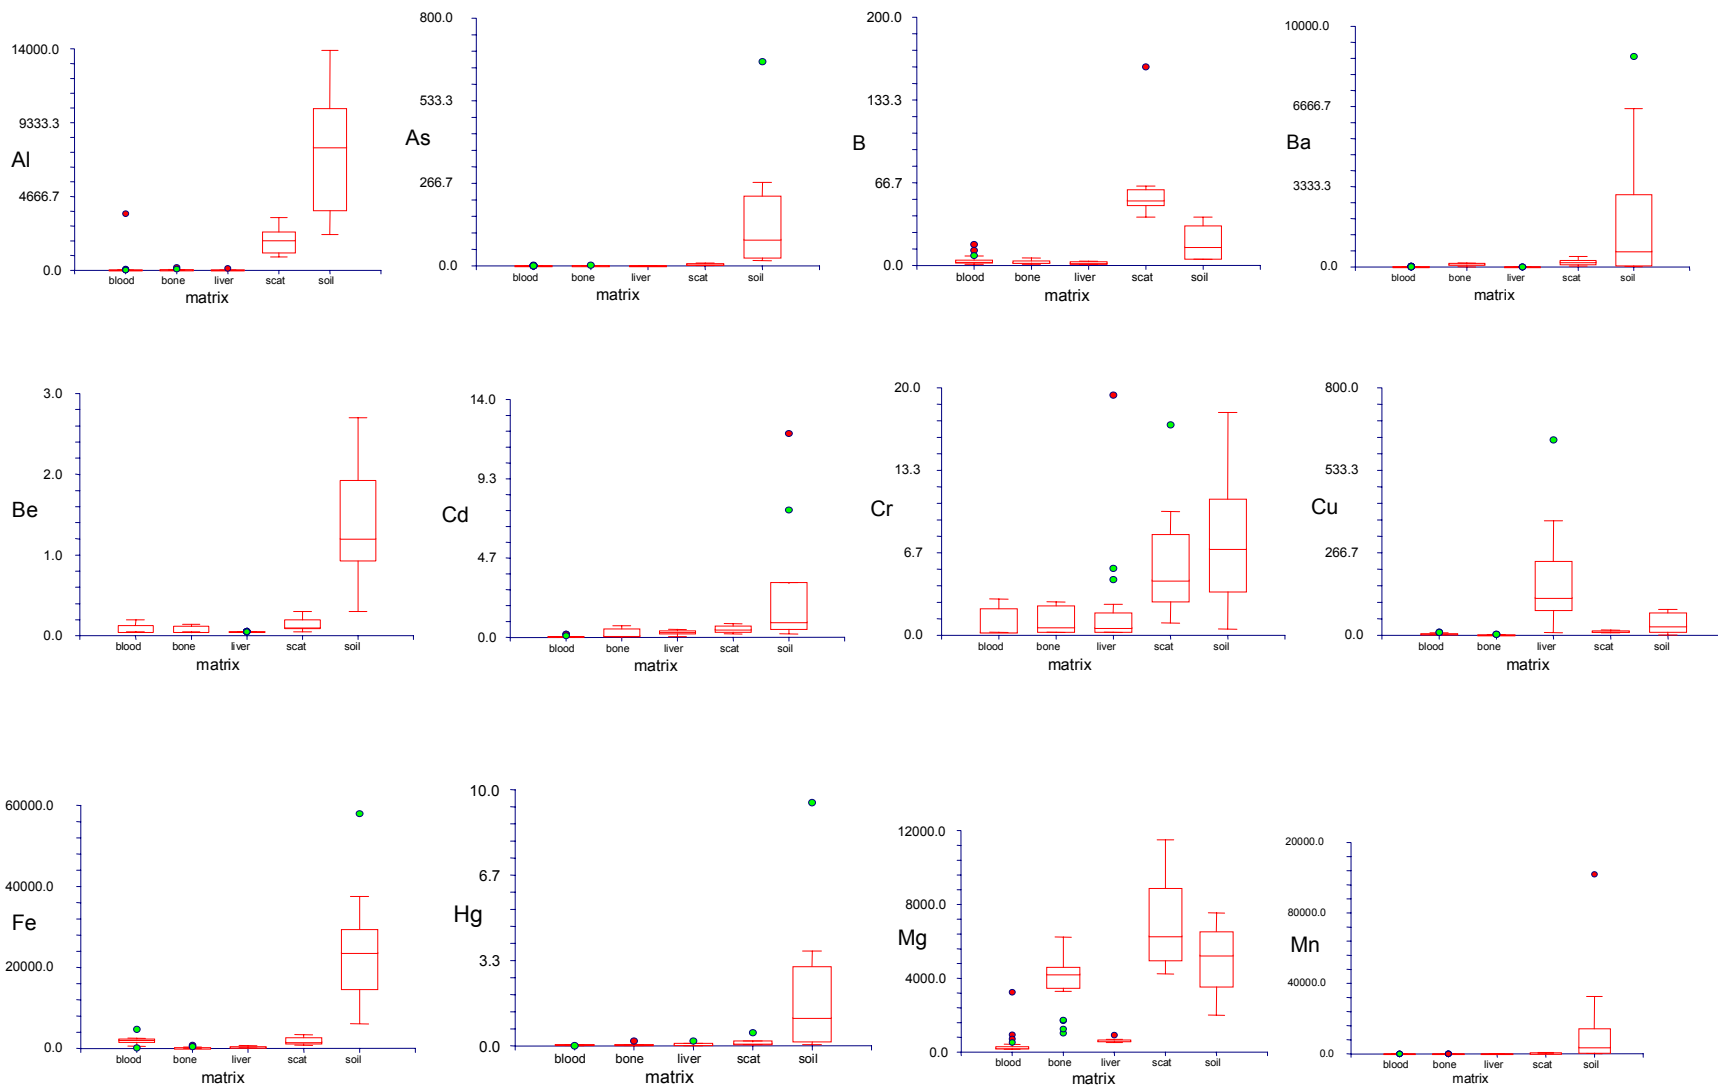 Al
14000.0
9333.3
4666.7
0.0
blood bone liver scat soil
matrix
As
800.0
533.3
266.7
0.0
blood bone liver scat soil
matrix
B
200.0
133.3
66.7
0.0
blood bone liver scat soil
matrix
Ba
10000.0
6666.7
3333.3
0.0
blood bone liver scat soil
matrix
Be
3.0
2.0
1.0
0.0
blood bone liver scat soil
matrix
Cd
14.0
9.3
4.7
0.0
blood bone liver scat soil
matrix
Cr
20.0
13.3
6.7
0.0
blood bone liver scat soil
matrix
Cu
800.0
533.3
266.7
0.0
blood bone liver scat soil
matrix
Fe
60000.0
40000.0
20000.0
0.0
blood bone liver scat soil
matrix
Hg
10.0
6.7
3.3
0.0
blood bone liver scat soil
matrix
Mg
12000.0
8000.0
4000.0
0.0
blood bone liver scat soil
matrix
Mn
20000.0
80000.0
40000.0
0.0
blood bone liver scat soil
matrix